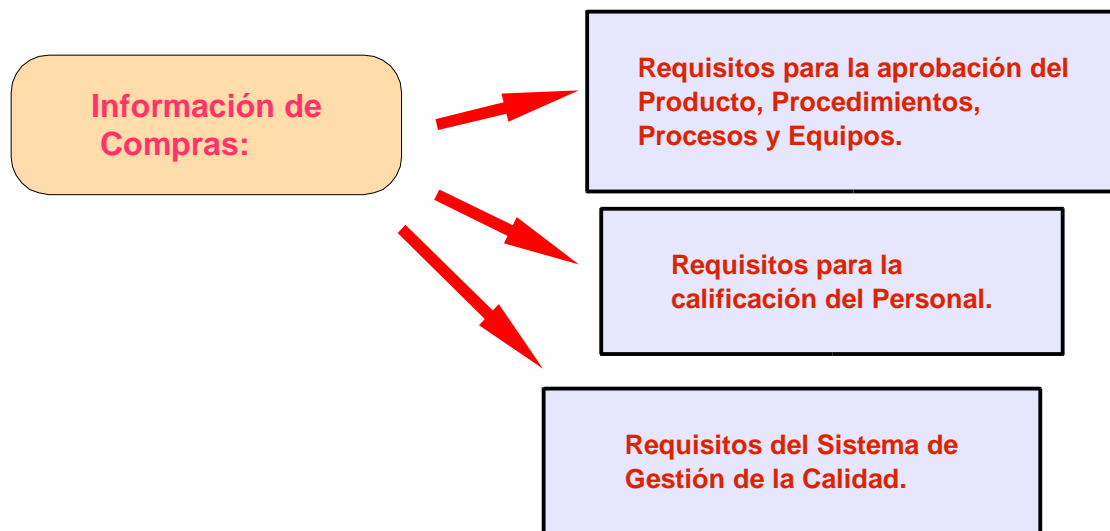 Información de
Compras:
Requisitos para la aprobación del
Producto, Procedimientos,
Procesos y Equipos.
Requisitos para la
calificación del Personal.
Requisitos del Sistema de
Gestión de la Calidad.